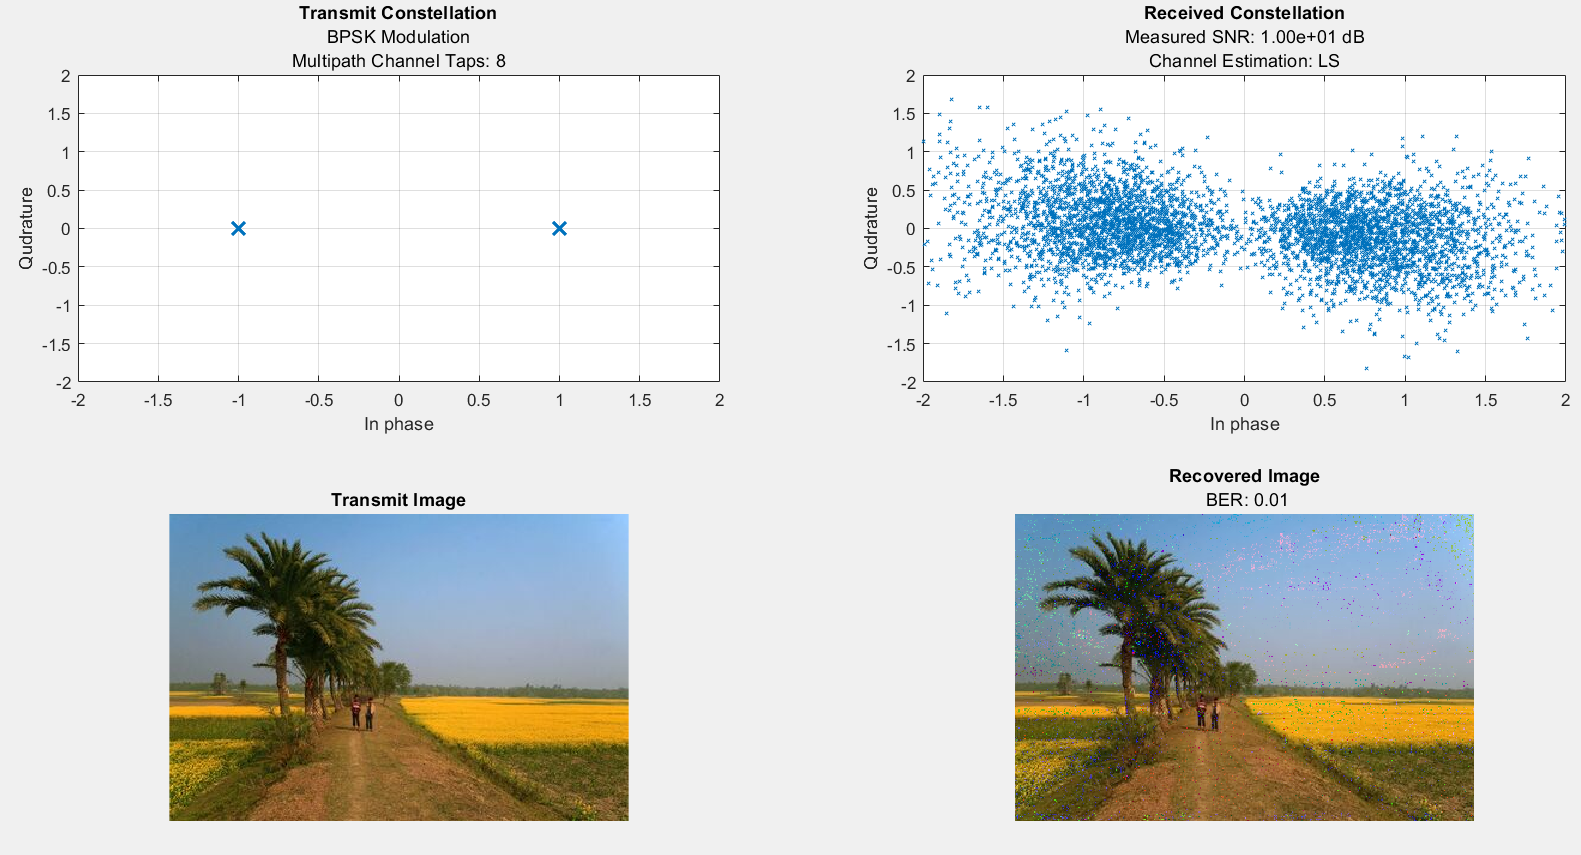 Transmit Constellation
BPSK Modulation
Multipath Channel Taps: 8
2
1.5
1
0.5
0
-0.5
-1
-1.5
-2
Qudrature
-2 -1.5 -1 -0.5 0 0.5 1 1.5 2
In phase
Received Constellation
Measured SNR: 1.00e+01 dB
Channel Estimation: LS
2
1.5
1
0.5
0
-0.5
-1
-1.5
-2
Qudrature
-2 -1.5 -1 -0.5 0 0.5 1 1.5 2
In phase
Transmit Image
Recovered Image
BER: 0.01